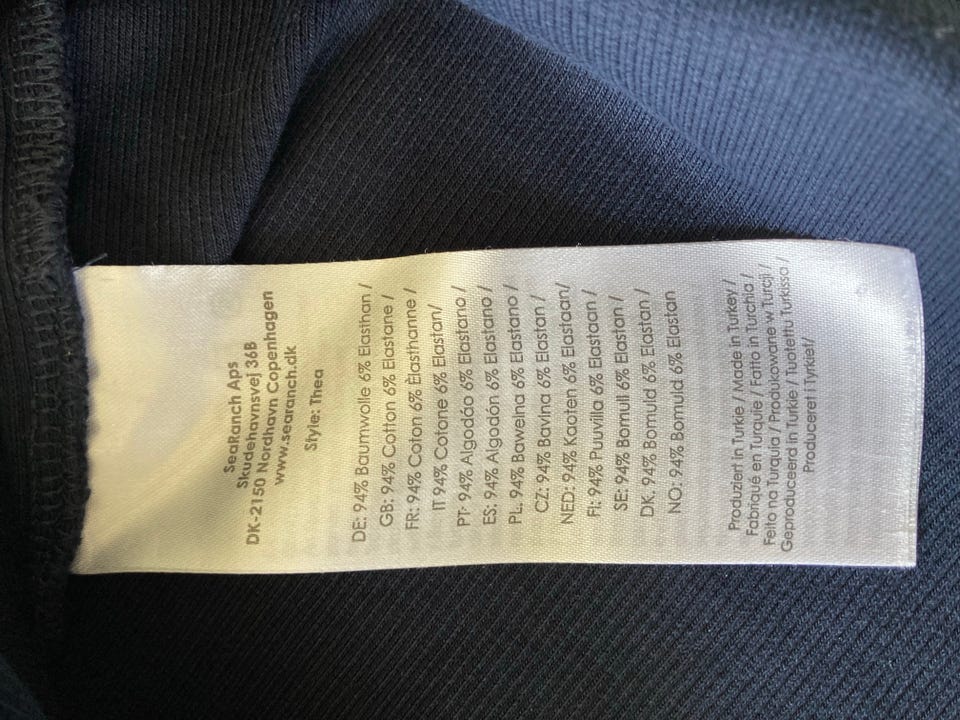 SeaRanch Aps
Skudehavnsvej 36B
DK-2150 Nordhavn Copenhagen
www.searanch.dk
Style: Thea
DE: 94% Baumwolle 6% Elasthan /
GB: 94% Cotton 6% Elastane /
FR: 94% Coton 6% Élasthanne /
IT 94% Cotone 6% Elastan/
PT: 94% Algodão 6% Elastano /
ES: 94% Algodón 6% Elastano /
PL. 94% Bawełna 6% Elastano /
CZ: 94% Bavlna 6% Elastan /
NED: 94% Kaoten 6% Elastaan/
FI: 94% Puuvilla 6% Elastaan /
SE: 94% Bomull 6% Elastan /
DK. 94% Bomuld 6% Elastan /
NO: 94% Bomuld 6% Elastan
Produziert in Turkie / Made in Turkey /
Fabriqué en Turquie / Fatto in Turchia /
Feito na Turquia / Produkowane w Turcji /
Geproduceerd in Turkie / Tuotettu Turkissa /
Produceret i Tyrkiet/